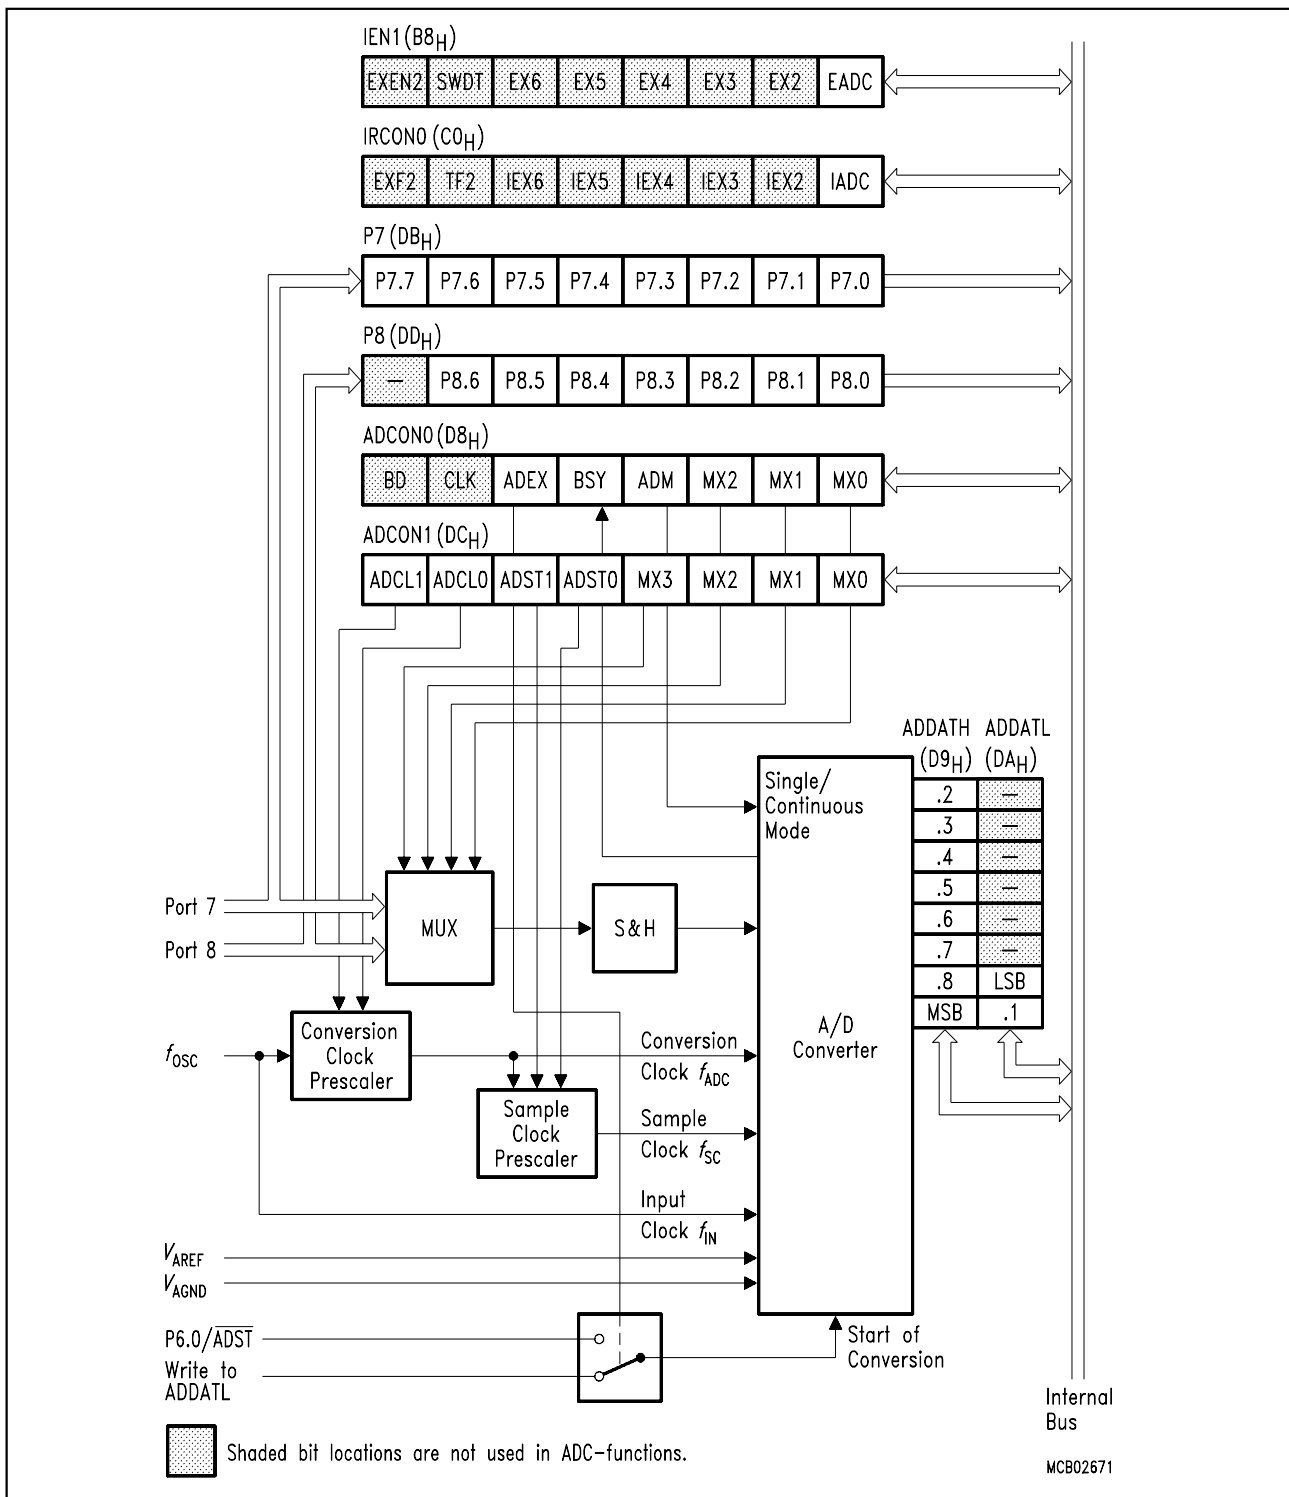 IEN1 (B8H)
EXEN2 SWDT EX6 EX5 EX4 EX3 EX2 EADC
IRCON0 (C0H)
EXF2 TF2 IEX6 IEX5 IEX4 IEX3 IEX2 IADC
P7 (DBH)
P7.7 P7.6 P7.5 P7.4 P7.3 P7.2 P7.1 P7.0
P8 (DDH)
– P8.6 P8.5 P8.4 P8.3 P8.2 P8.1 P8.0
ADCON0 (D8H)
BD CLK ADEX BSY ADM MX2 MX1 MX0
ADCON1 (DCH)
ADCL1 ADCL0 ADST1 ADST0 MX3 MX2 MX1 MX0
ADDATH ADDATL
(D9H) (DAH)
.2 –
.3 –
.4 –
.5 –
.6 –
.7 –
.8 LSB
MSB .1
Single/
Continuous
Mode
Port 7
Port 8
MUX
S&H
A/D
Converter
fOSC
Conversion
Clock
Prescaler
Conversion
Clock fADC
Sample
Clock
Prescaler
Sample
Clock fSC
Input
Clock fIN
VAREF
VAGND
P6.0/A̅D̅S̅T̅
Write to
ADDATL
Start of
Conversion
Internal
Bus
Shaded bit locations are not used in ADC-functions.
MCB02671